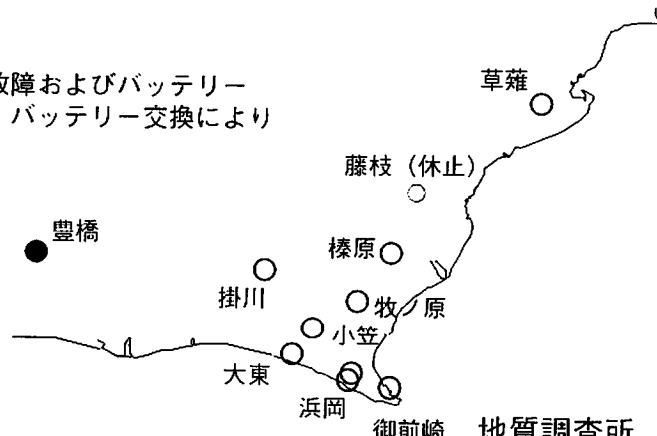 故障およびバッテリー
バッテリー交換により
草薙
藤枝（休止）
豊橋
榛原
掛川
牧ノ原
小笠
大東
浜岡
御前崎 地質調査所